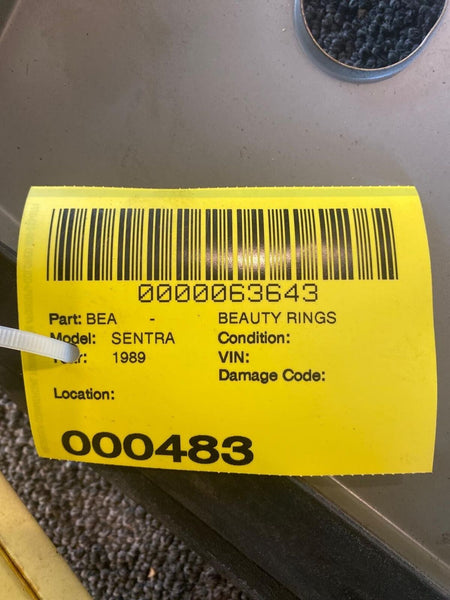 0000063643
Part: BEA - BEAUTY RINGS
Model: SENTRA Condition:
1989 VIN:
Damage Code:
Location:
000483